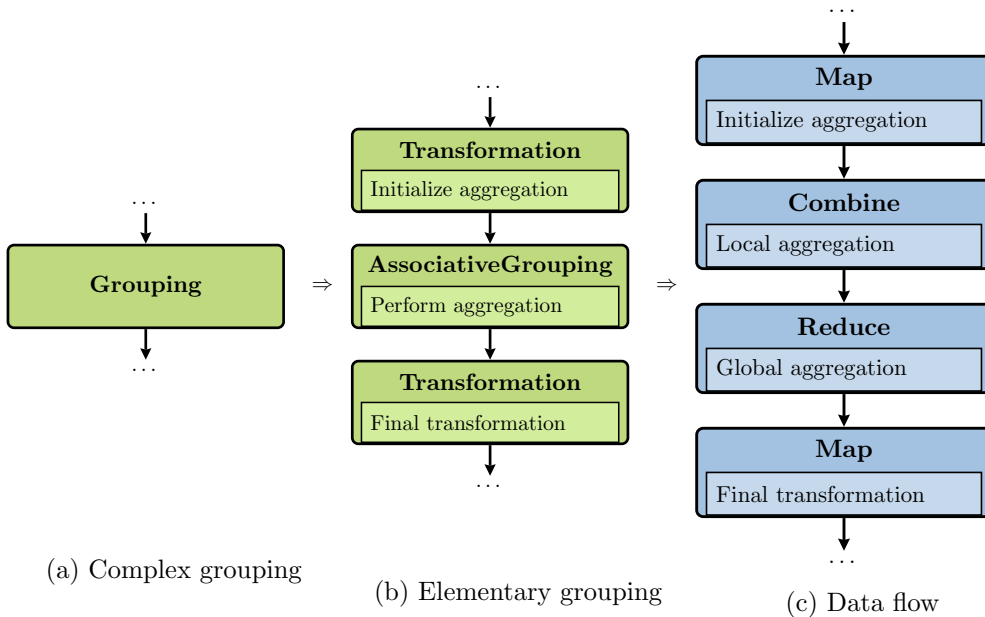 . . .
Grouping
. . .
(a) Complex grouping
⇒
. . .
Transformation
Initialize aggregation
AssociativeGrouping
Perform aggregation
Transformation
Final transformation
. . .
(b) Elementary grouping
⇒
. . .
Map
Initialize aggregation
Combine
Local aggregation
Reduce
Global aggregation
Map
Final transformation
. . .
(c) Data flow